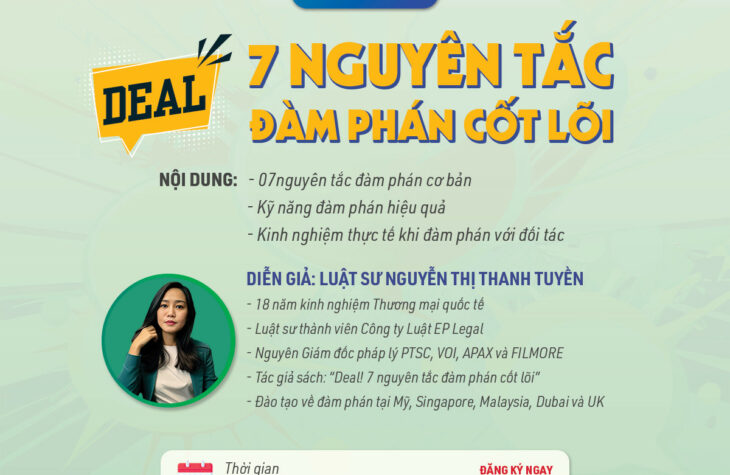 DEAL
7 NGUYÊN TẮC
ĐÀM PHÁN CỐT LÕI
NỘI DUNG: - 07nguyên tắc đàm phán cơ bản
- Kỹ năng đàm phán hiệu quả
- Kinh nghiệm thực tế khi đàm phán với đối tác
DIỄN GIẢ: LUẬT SƯ NGUYỄN THỊ THANH TUYỀN
- 18 năm kinh nghiệm Thương mại quốc tế
- Luật sư thành viên Công ty Luật EP Legal
- Nguyên Giám đốc pháp lý PTSC, VOI, APAX và FILMORE
- Tác giả sách: “Deal! 7 nguyên tắc đàm phán cốt lõi”
- Đào tạo về đàm phán tại Mỹ, Singapore, Malaysia, Dubai và UK
Thời gian
ĐĂNG KÝ NGAY